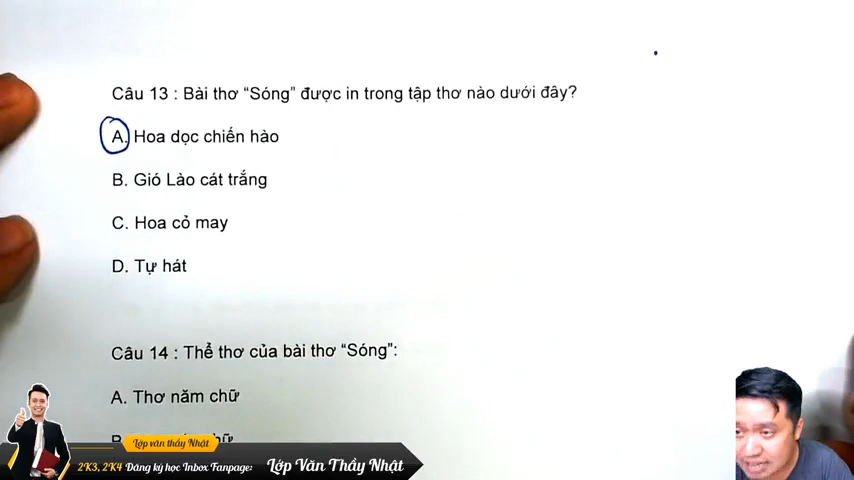 Câu 13 : Bài thơ “Sóng” được in trong tập thơ nào dưới đây?
A. Hoa dọc chiến hào
B. Gió Lào cát trắng
C. Hoa cỏ may
D. Tự hát
Câu 14 : Thể thơ của bài thơ “Sóng”:
A. Thơ năm chữ
Lớp văn thầy Nhật
2K3, 2K4 Đăng ký học Inbox Fanpage: Lớp Văn Thầy Nhật